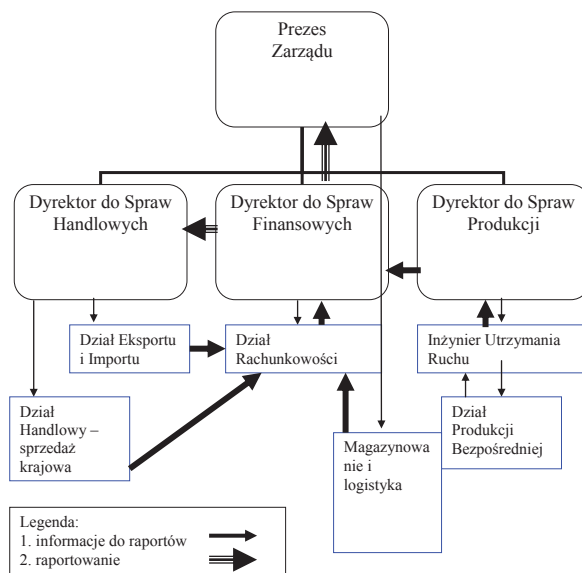 Prezes
Zarządu
Dyrektor do Spraw
Handlowych
Dyrektor do Spraw
Finansowych
Dyrektor do Spraw
Produkcji
Dział Eksportu
i Importu
Dział
Rachunkowości
Inżynier Utrzymania
Ruchu
Dział
Handlowy –
sprzedaż
krajowa
Magazynowa
nie i
logistyka
Dział
Produkcji
Bezpośredniej
Legenda:
1. informacje do raportów
2. raportowanie